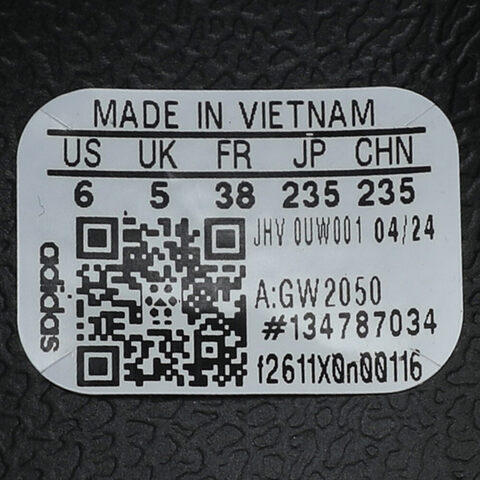 MADE IN VIETNAM
US UK FR JP CHN
6 5 38 235 235
JHV 0UW001 04/24
A:GW2050
#134787034
f2611X0n00116
adidas